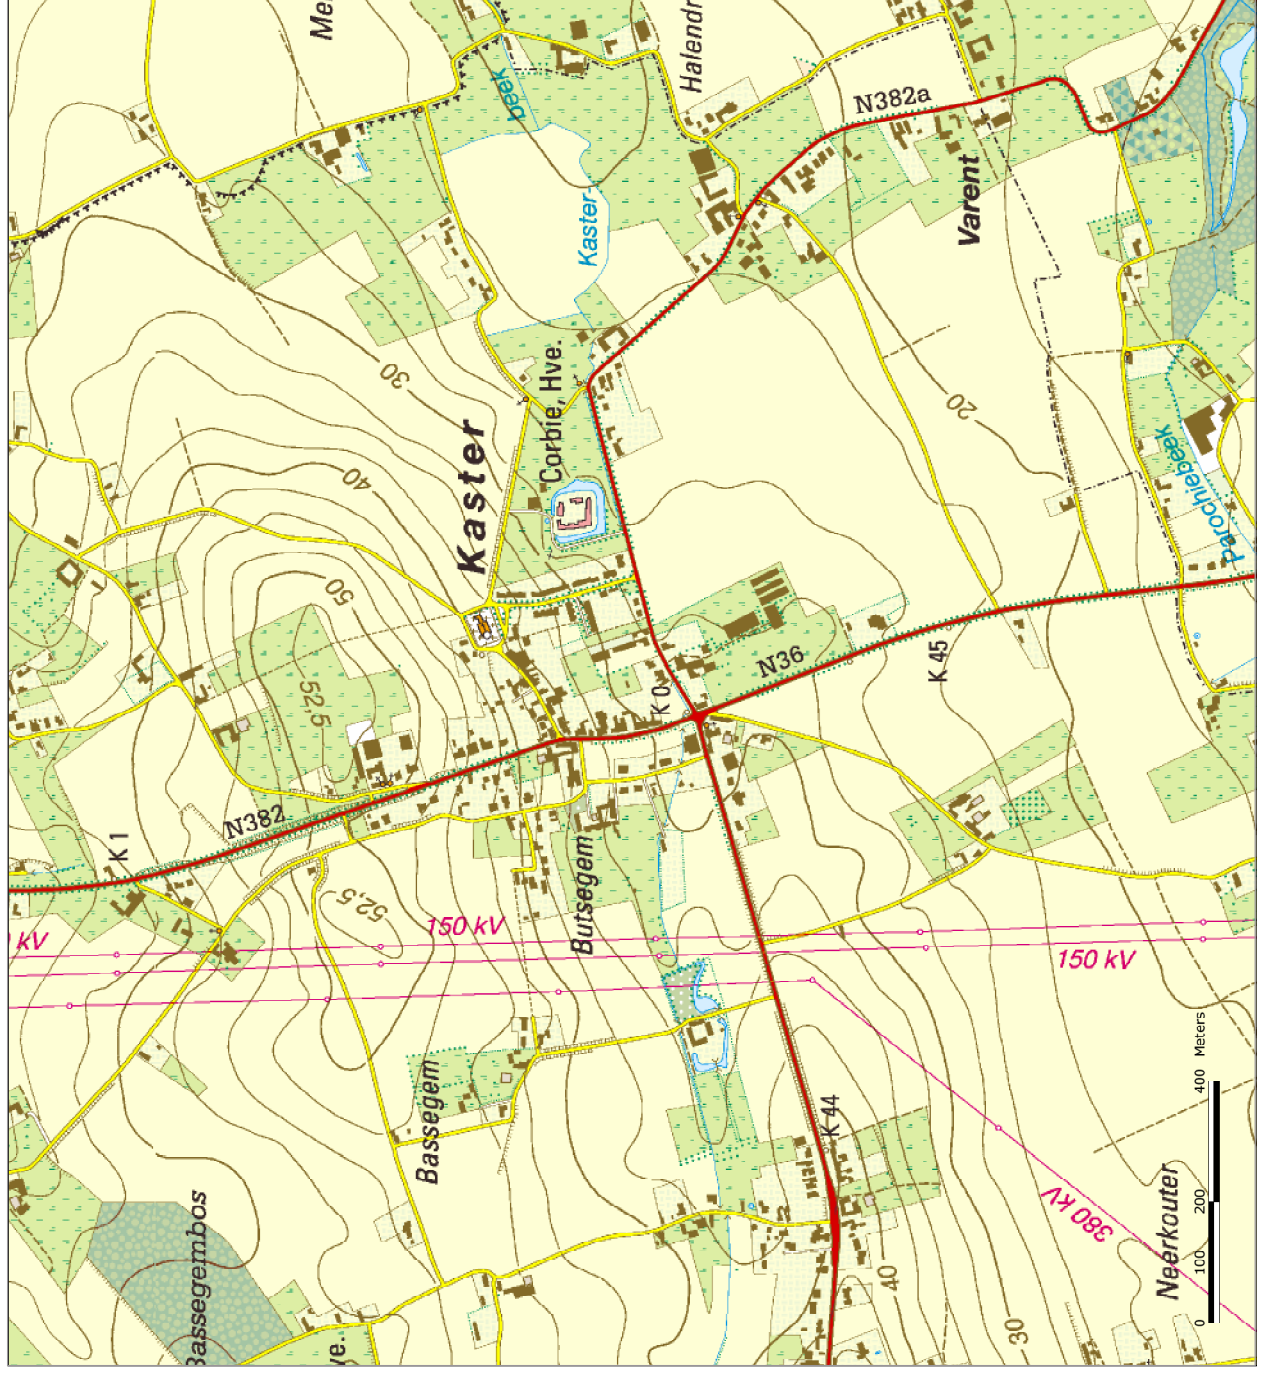 Kaster-
beek
Halendr
N382a
Varent
30
Kaster
Corbie, Hve.
40
20
50
Parochiebeek
52,5
K 0
N36
K 45
N382
K 1
52,5
Butsegem
150 kV
kV
150 kV
Bassegem
K 44
380 kV
Neerkouter
Bassegembos
40
30
0 100 200 400 Meters